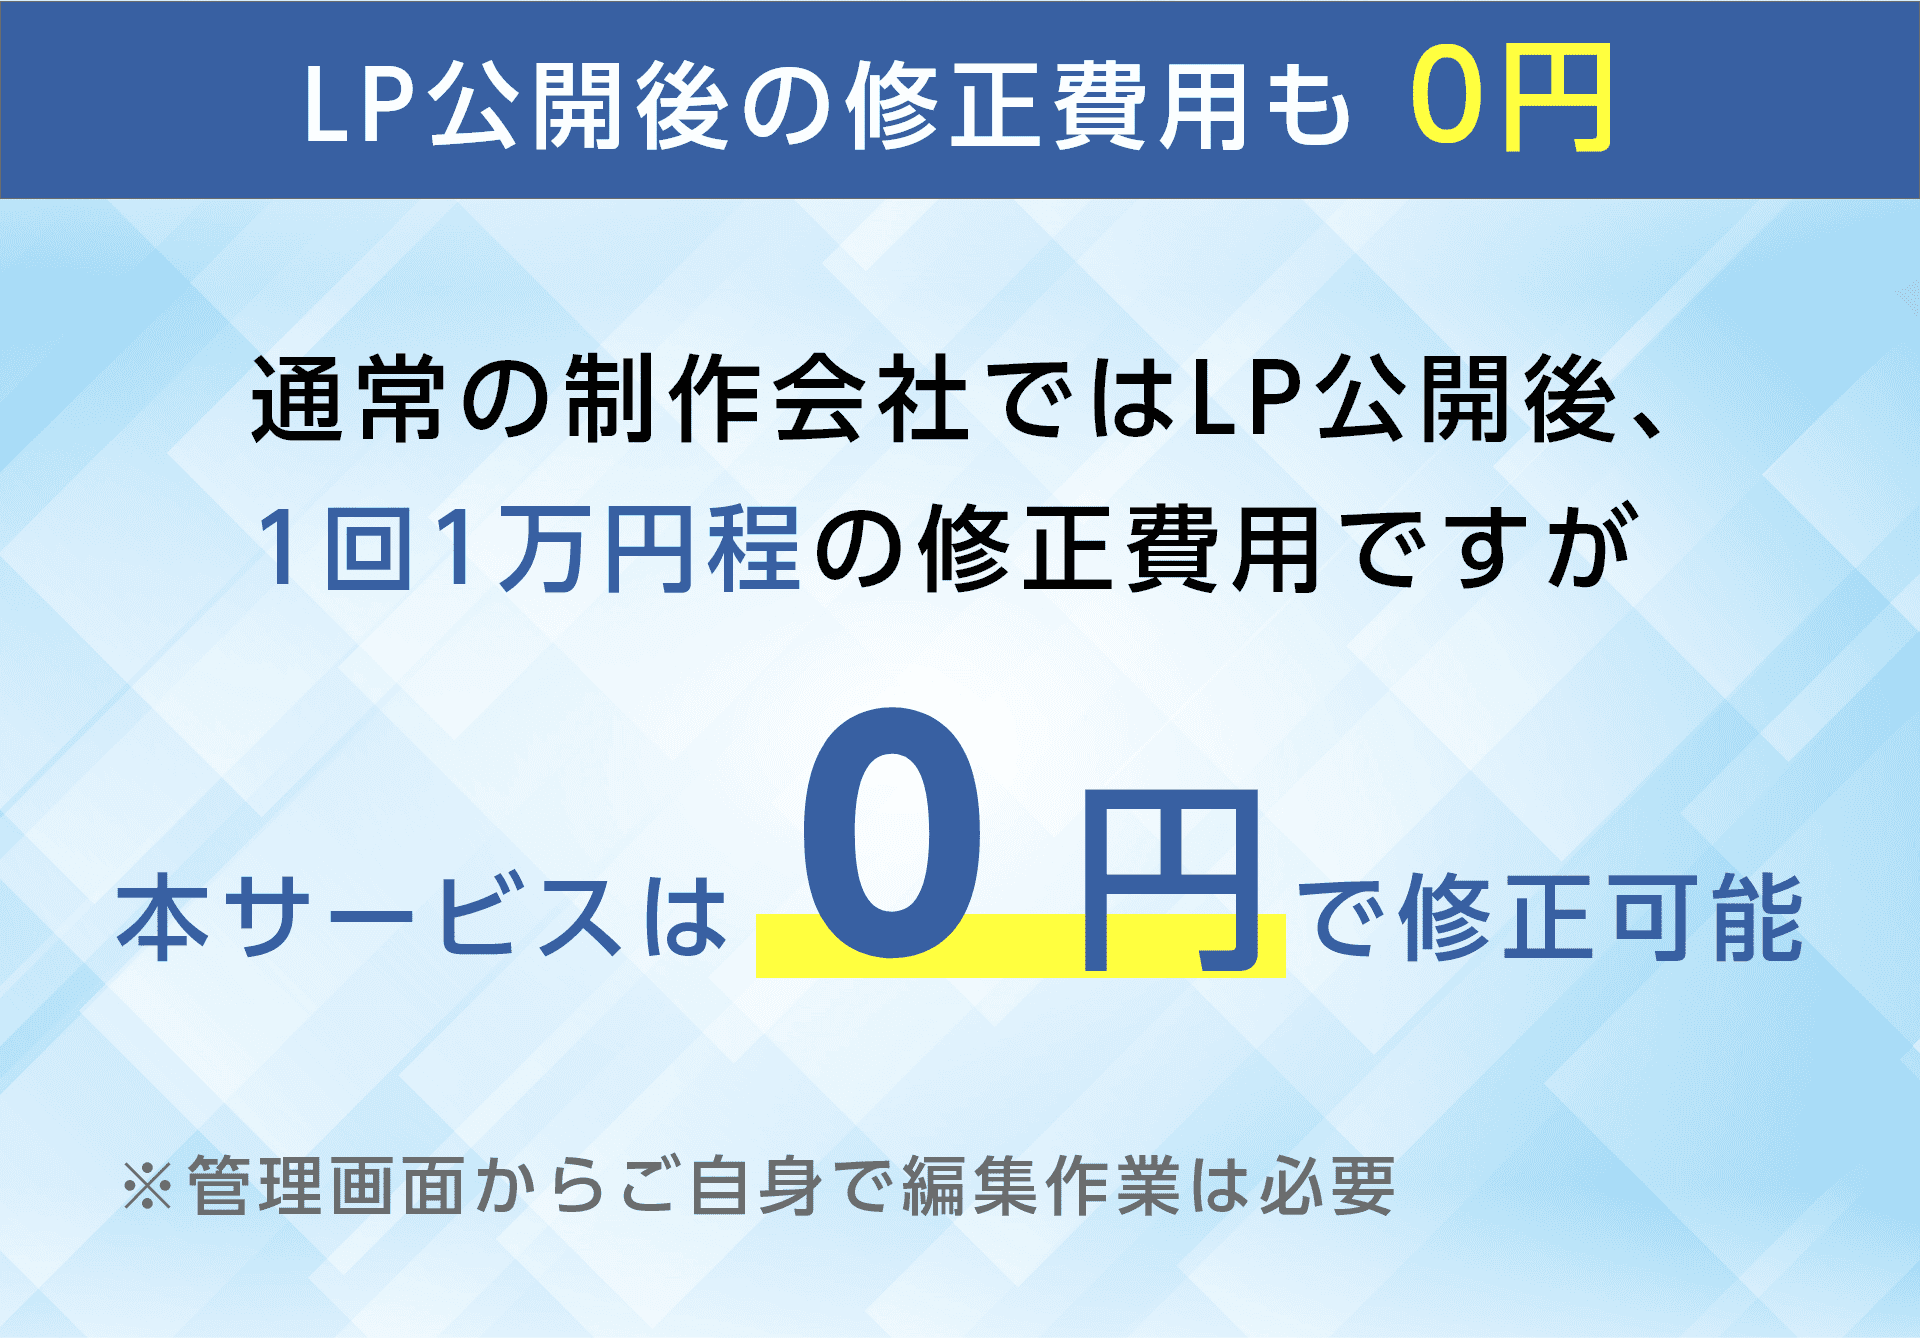 LP公開後の修正費用も 0円
通常の制作会社ではLP公開後、
1回1万円程の修正費用ですが
本サービスは 0 円で修正可能
※管理画面からご自身で編集作業は必要